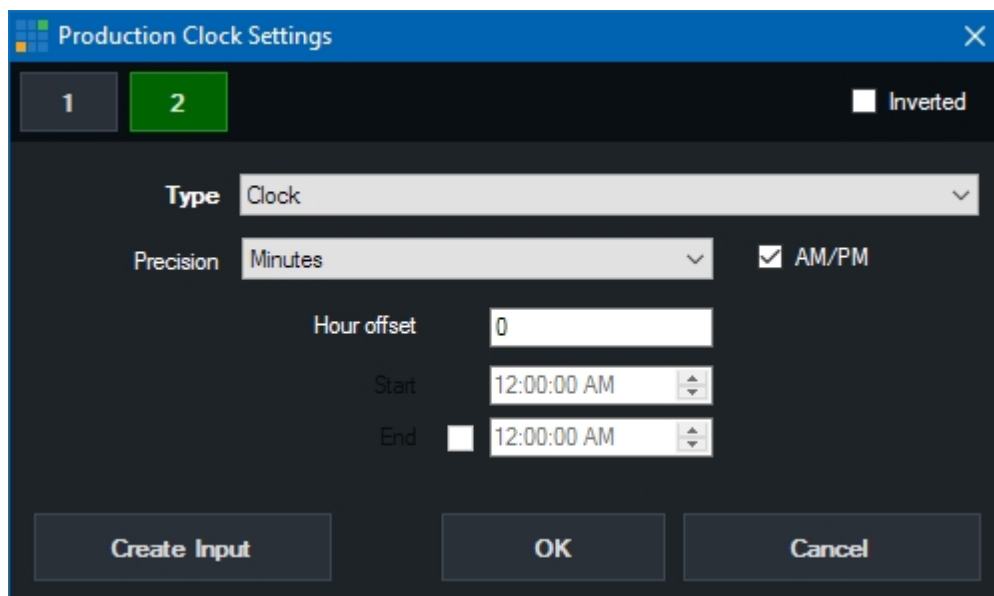 Production Clock Settings
1 2 Inverted
Type Clock
Precision Minutes AM/PM
Hour offset 0
Start 12:00:00 AM
End 12:00:00 AM
Create Input OK Cancel